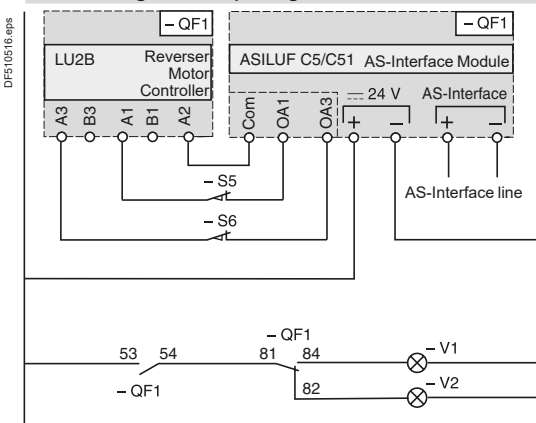 DF510516.eps
– QF1
– QF1
LU2B Reverser Motor Controller
ASILUF C5/C51 AS-Interface Module
A3 B3 A1 B1 A2
Com OA1 OA3
24 V
AS-Interface
+ – + –
– S5
AS-Interface line
– S6
– QF1
53 54 81 84
– V1
– QF1
82
– V2